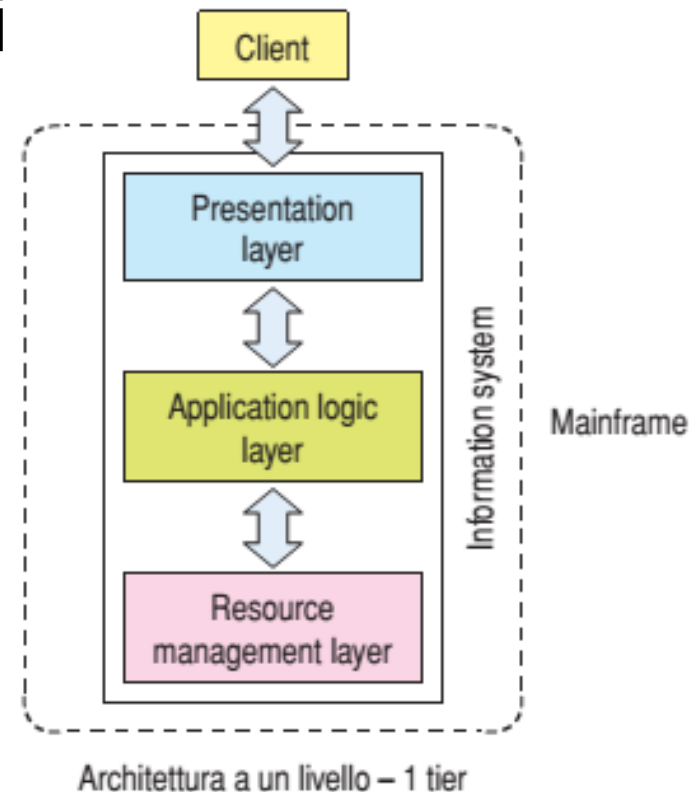 Client
Presentation
layer
Application logic
layer
Resource
management layer
Information system
Mainframe
Architettura a un livello – 1 tier